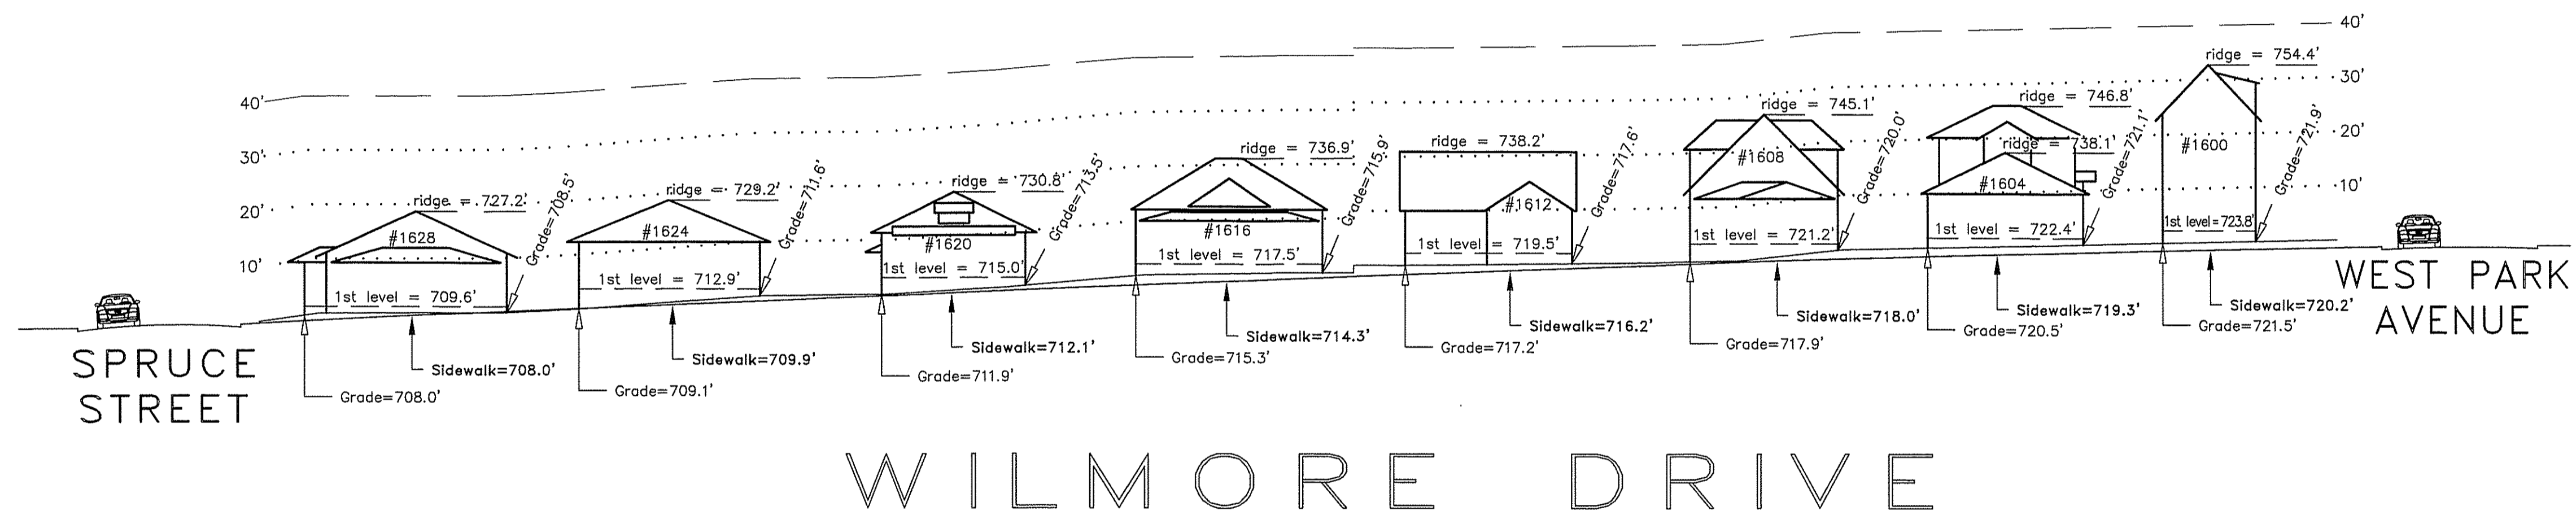 40'
30'
20'
10'
SPRUCE
STREET
ridge = 727.2'
#1628
1st level = 709.6'
Grade=708.5'
Sidewalk=708.0'
Grade=708.0'
ridge = 729.2'
#1624
1st level = 712.9'
Grade=711.6'
Sidewalk=709.9'
Grade=709.1'
ridge = 730.8'
#1620
1st level = 715.0'
Grade=713.5'
Sidewalk=712.1'
Grade=711.9'
ridge = 736.9'
#1616
1st level = 717.5'
Grade=715.9'
Sidewalk=714.3'
Grade=715.3'
ridge = 738.2'
#1612
1st level = 719.5'
Grade=717.6'
Sidewalk=716.2'
Grade=717.2'
ridge = 745.1'
#1608
1st level = 721.2'
Grade=720.0'
Sidewalk=718.0'
Grade=717.9'
ridge = 746.8'
ridge = 738.1'
#1604
1st level = 722.4'
Grade=721.1'
Sidewalk=719.3'
Grade=720.5'
ridge = 754.4'
#1600
1st level = 723.8'
Grade=721.9'
Sidewalk=720.2'
Grade=721.5'
40'
30'
20'
10'
WEST PARK
AVENUE
WILMORE DRIVE